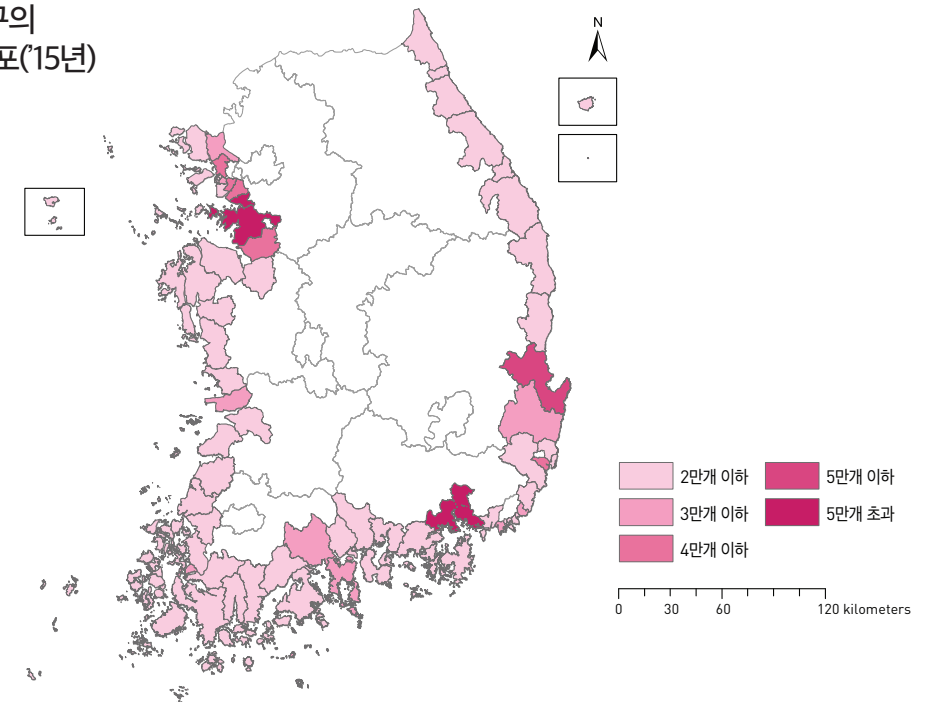 구의
포('15년)
N
2만개 이하
3만개 이하
4만개 이하
5만개 이하
5만개 초과
0 30 60 120 kilometers